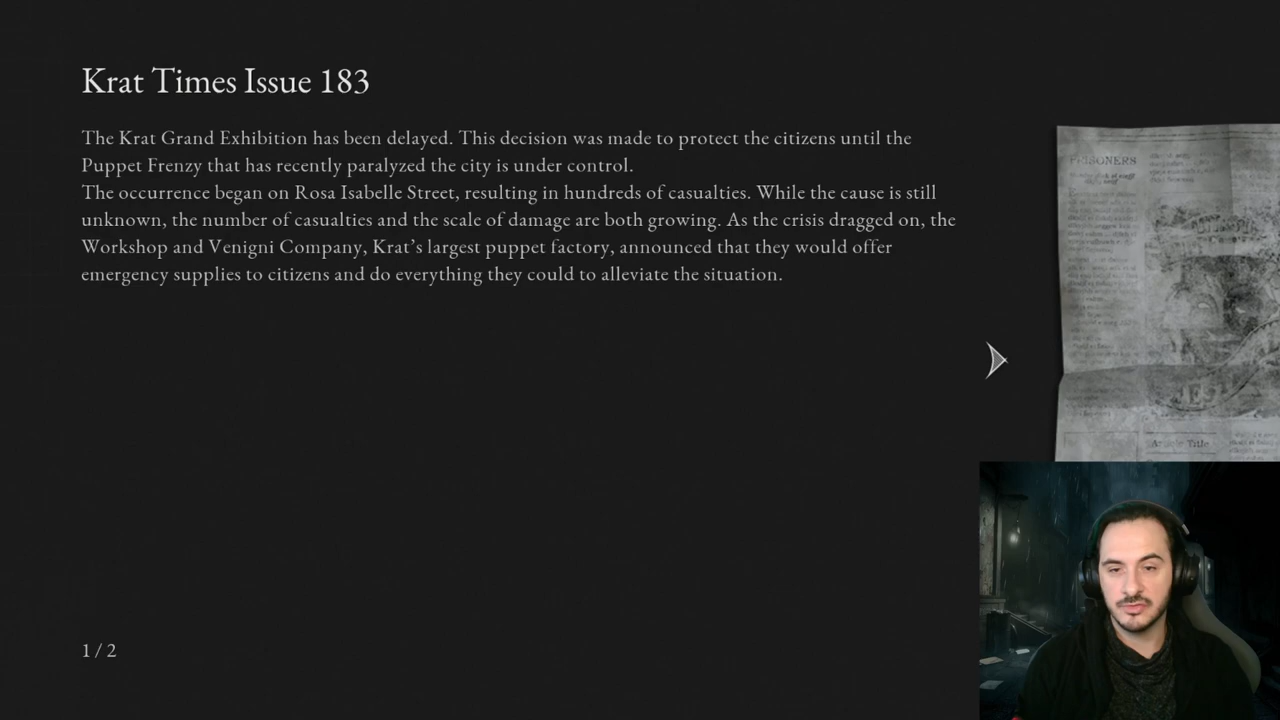 Krat Times Issue 183
The Krat Grand Exhibition has been delayed. This decision was made to protect the citizens until the
Puppet Frenzy that has recently paralyzed the city is under control.
The occurrence began on Rosa Isabelle Street, resulting in hundreds of casualties. While the cause is still
unknown, the number of casualties and the scale of damage are both growing. As the crisis dragged on, the
Workshop and Venigni Company, Krat’s largest puppet factory, announced that they would offer
emergency supplies to citizens and do everything they could to alleviate the situation.
PRISONERS
Article Title
1 / 2